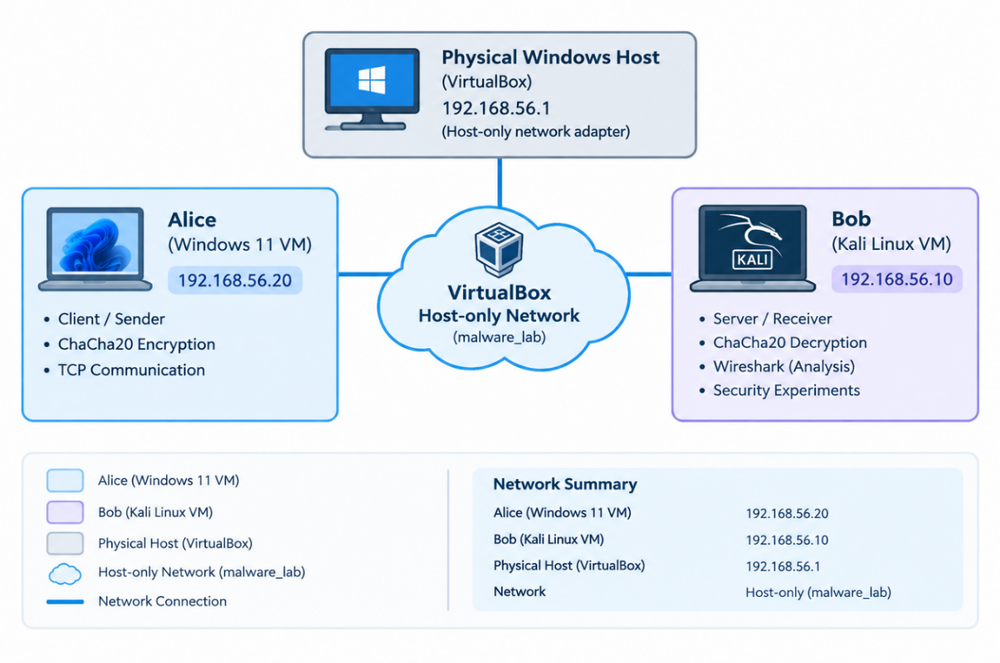 Physical Windows Host
(VirtualBox)
192.168.56.1
(Host-only network adapter)
Alice
(Windows 11 VM)
192.168.56.20
• Client / Sender
• ChaCha20 Encryption
• TCP Communication
VirtualBox
Host-only Network
(malware_lab)
KALI
Bob
(Kali Linux VM)
192.168.56.10
• Server / Receiver
• ChaCha20 Decryption
• Wireshark (Analysis)
• Security Experiments
Alice (Windows 11 VM)
Bob (Kali Linux VM)
Physical Host (VirtualBox)
Host-only Network (malware_lab)
Network Connection
Network Summary
Alice (Windows 11 VM) 192.168.56.20
Bob (Kali Linux VM) 192.168.56.10
Physical Host (VirtualBox) 192.168.56.1
Network Host-only (malware_lab)